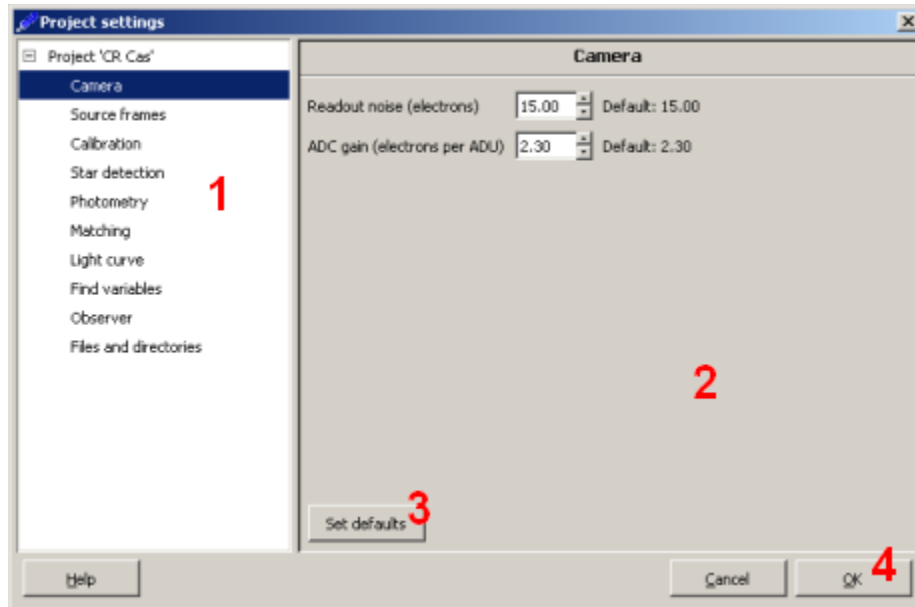 Project settings
Project 'CR Cas'
Camera
Source frames
Calibration
Star detection
Photometry
Matching
Light curve
Find variables
Observer
Files and directories
1
Camera
Readout noise (electrons) 15.00 Default: 15.00
ADC gain (electrons per ADU) 2.30 Default: 2.30
2
Set defaults 3
Help
Cancel
OK 4